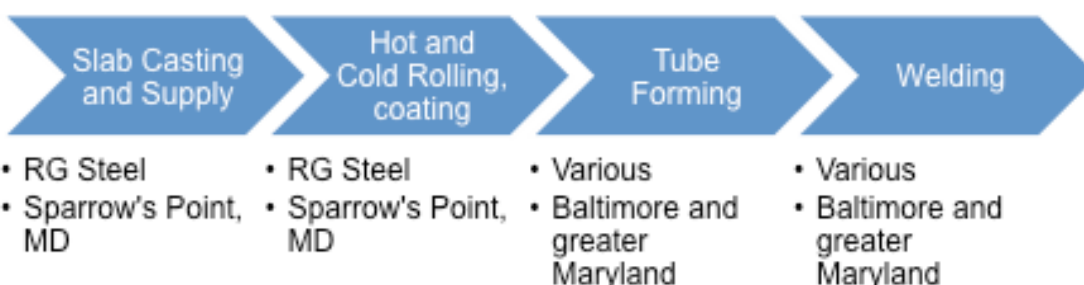 Slab Casting
and Supply
Hot and
Cold Rolling,
coating
Tube
Forming
Welding
• RG Steel
• Sparrow's Point,
MD
• RG Steel
• Sparrow's Point,
MD
• Various
• Baltimore and
greater
Maryland
• Various
• Baltimore and
greater
Maryland